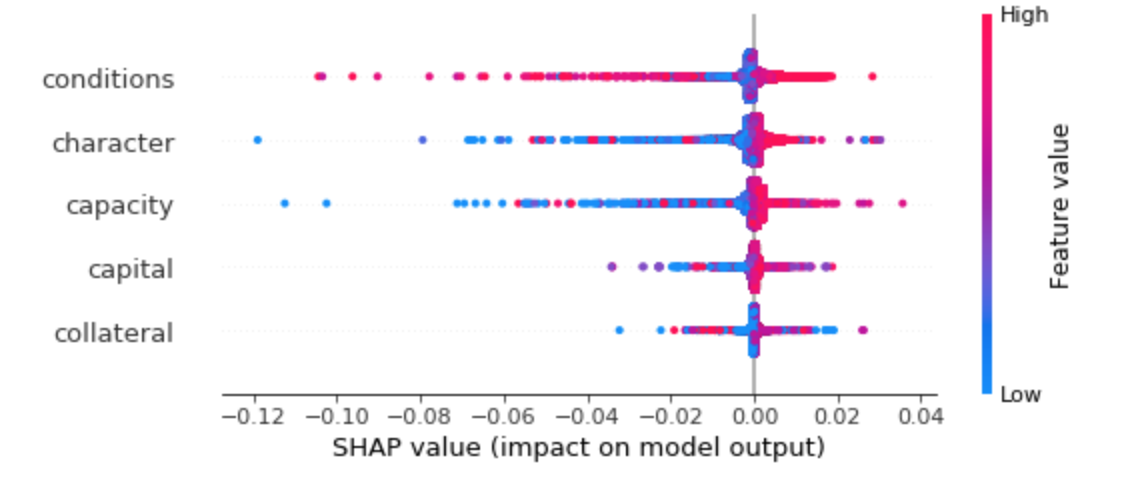 High
conditions
character
capacity
capital
collateral
Feature value
Low
−0.12 −0.10 −0.08 −0.06 −0.04 −0.02 0.00 0.02 0.04
SHAP value (impact on model output)